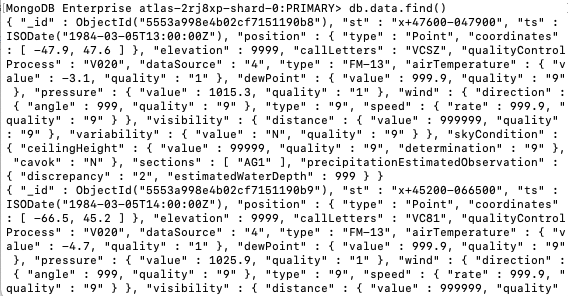 [MongoDB Enterprise atlas-2rj8xp-shard-0:PRIMARY> db.data.find()
{ "_id" : ObjectId("5553a998e4b02cf7151190b8"), "st" : "x+47600-047900", "ts" :
ISODate("1984-03-05T13:00:00Z"), "position" : { "type" : "Point", "coordinates"
: [ -47.9, 47.6 ] }, "elevation" : 9999, "callLetters" : "VCSZ", "qualityControl
Process" : "V020", "dataSource" : "4", "type" : "FM-13", "airTemperature" : { "v
alue" : -3.1, "quality" : "1" }, "dewPoint" : { "value" : 999.9, "quality" : "9"
}, "pressure" : { "value" : 1015.3, "quality" : "1" }, "wind" : { "direction" :
{ "angle" : 999, "quality" : "9" }, "type" : "9", "speed" : { "rate" : 999.9, "
quality" : "9" } }, "visibility" : { "distance" : { "value" : 999999, "quality"
: "9" }, "variability" : { "value" : "N", "quality" : "9" } }, "skyCondition" :
{ "ceilingHeight" : { "value" : 99999, "quality" : "9", "determination" : "9" },
"cavok" : "N" }, "sections" : [ "AG1" ], "precipitationEstimatedObservation" :
{ "discrepancy" : "2", "estimatedWaterDepth" : 999 } }
{ "_id" : ObjectId("5553a998e4b02cf7151190b9"), "st" : "x+45200-066500", "ts" :
ISODate("1984-03-05T14:00:00Z"), "position" : { "type" : "Point", "coordinates"
: [ -66.5, 45.2 ] }, "elevation" : 9999, "callLetters" : "VC81", "qualityControl
Process" : "V020", "dataSource" : "4", "type" : "FM-13", "airTemperature" : { "v
alue" : -4.7, "quality" : "1" }, "dewPoint" : { "value" : 999.9, "quality" : "9"
}, "pressure" : { "value" : 1025.9, "quality" : "1" }, "wind" : { "direction" :
{ "angle" : 999, "quality" : "9" }, "type" : "9", "speed" : { "rate" : 999.9, "
quality" : "9" } }, "visibility" : { "distance" : { "value" : 999999, "quality"